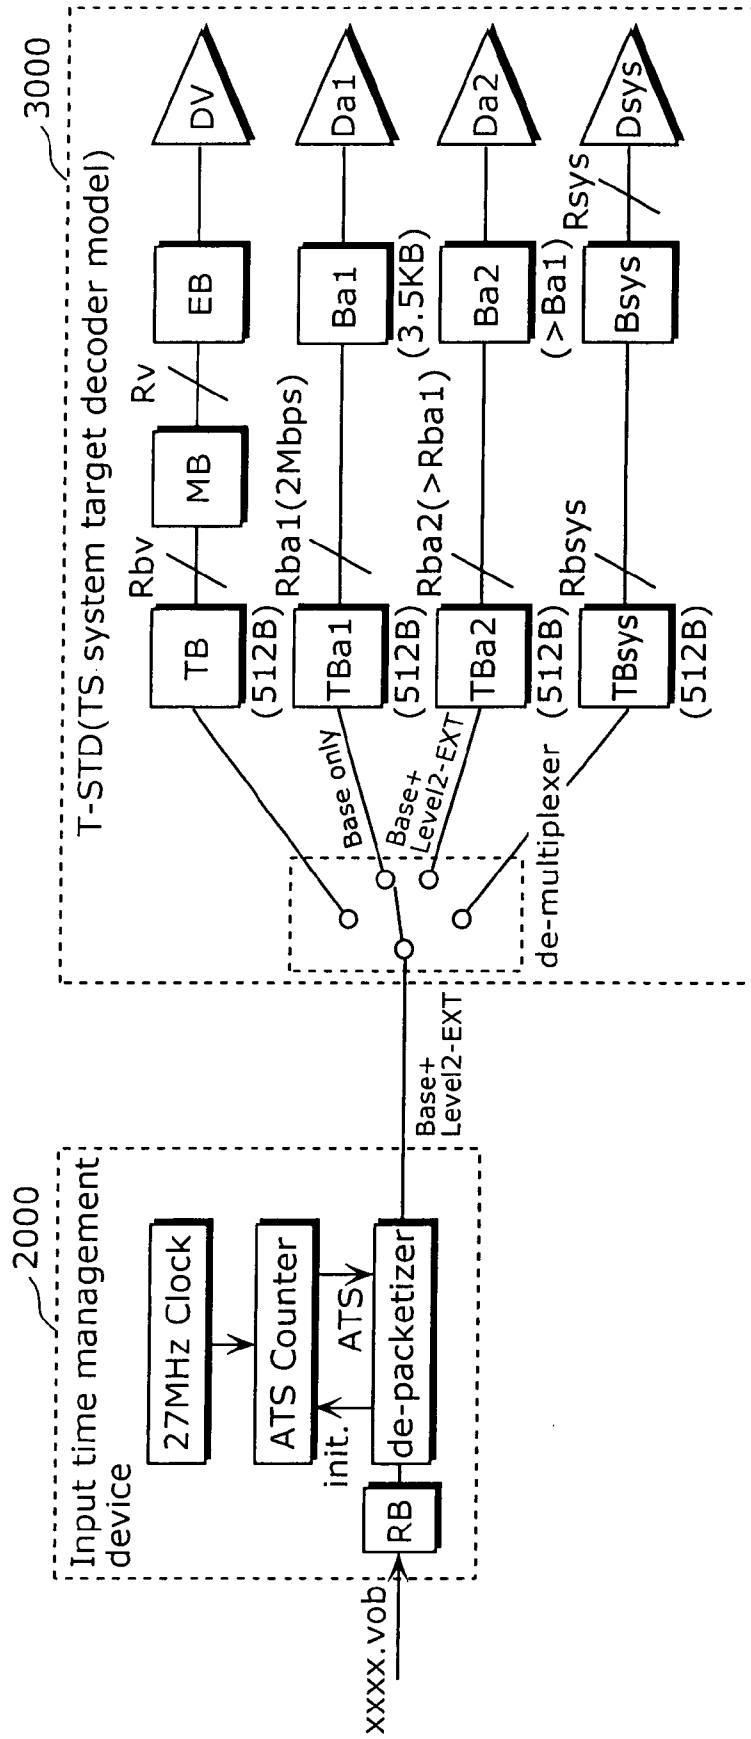 2000
Input time management
device
27MHz Clock
ATS Counter
init.
ATS
RB
de-packetizer
xxxx.vob
Base+
Level2-EXT
3000
T-STD(TS system target decoder model)
de-multiplexer
TB
(512B)
Rbv
MB
Rv
EB
DV
Base only
TBa1
(512B)
Rba1(2Mbps)
Ba1
(3.5KB)
Da1
Base+
Level2-EXT
TBa2
(512B)
Rba2(>Rba1)
Ba2
(>Ba1)
Da2
TBsys
(512B)
Rbsys
Bsys
Rsys
Dsys